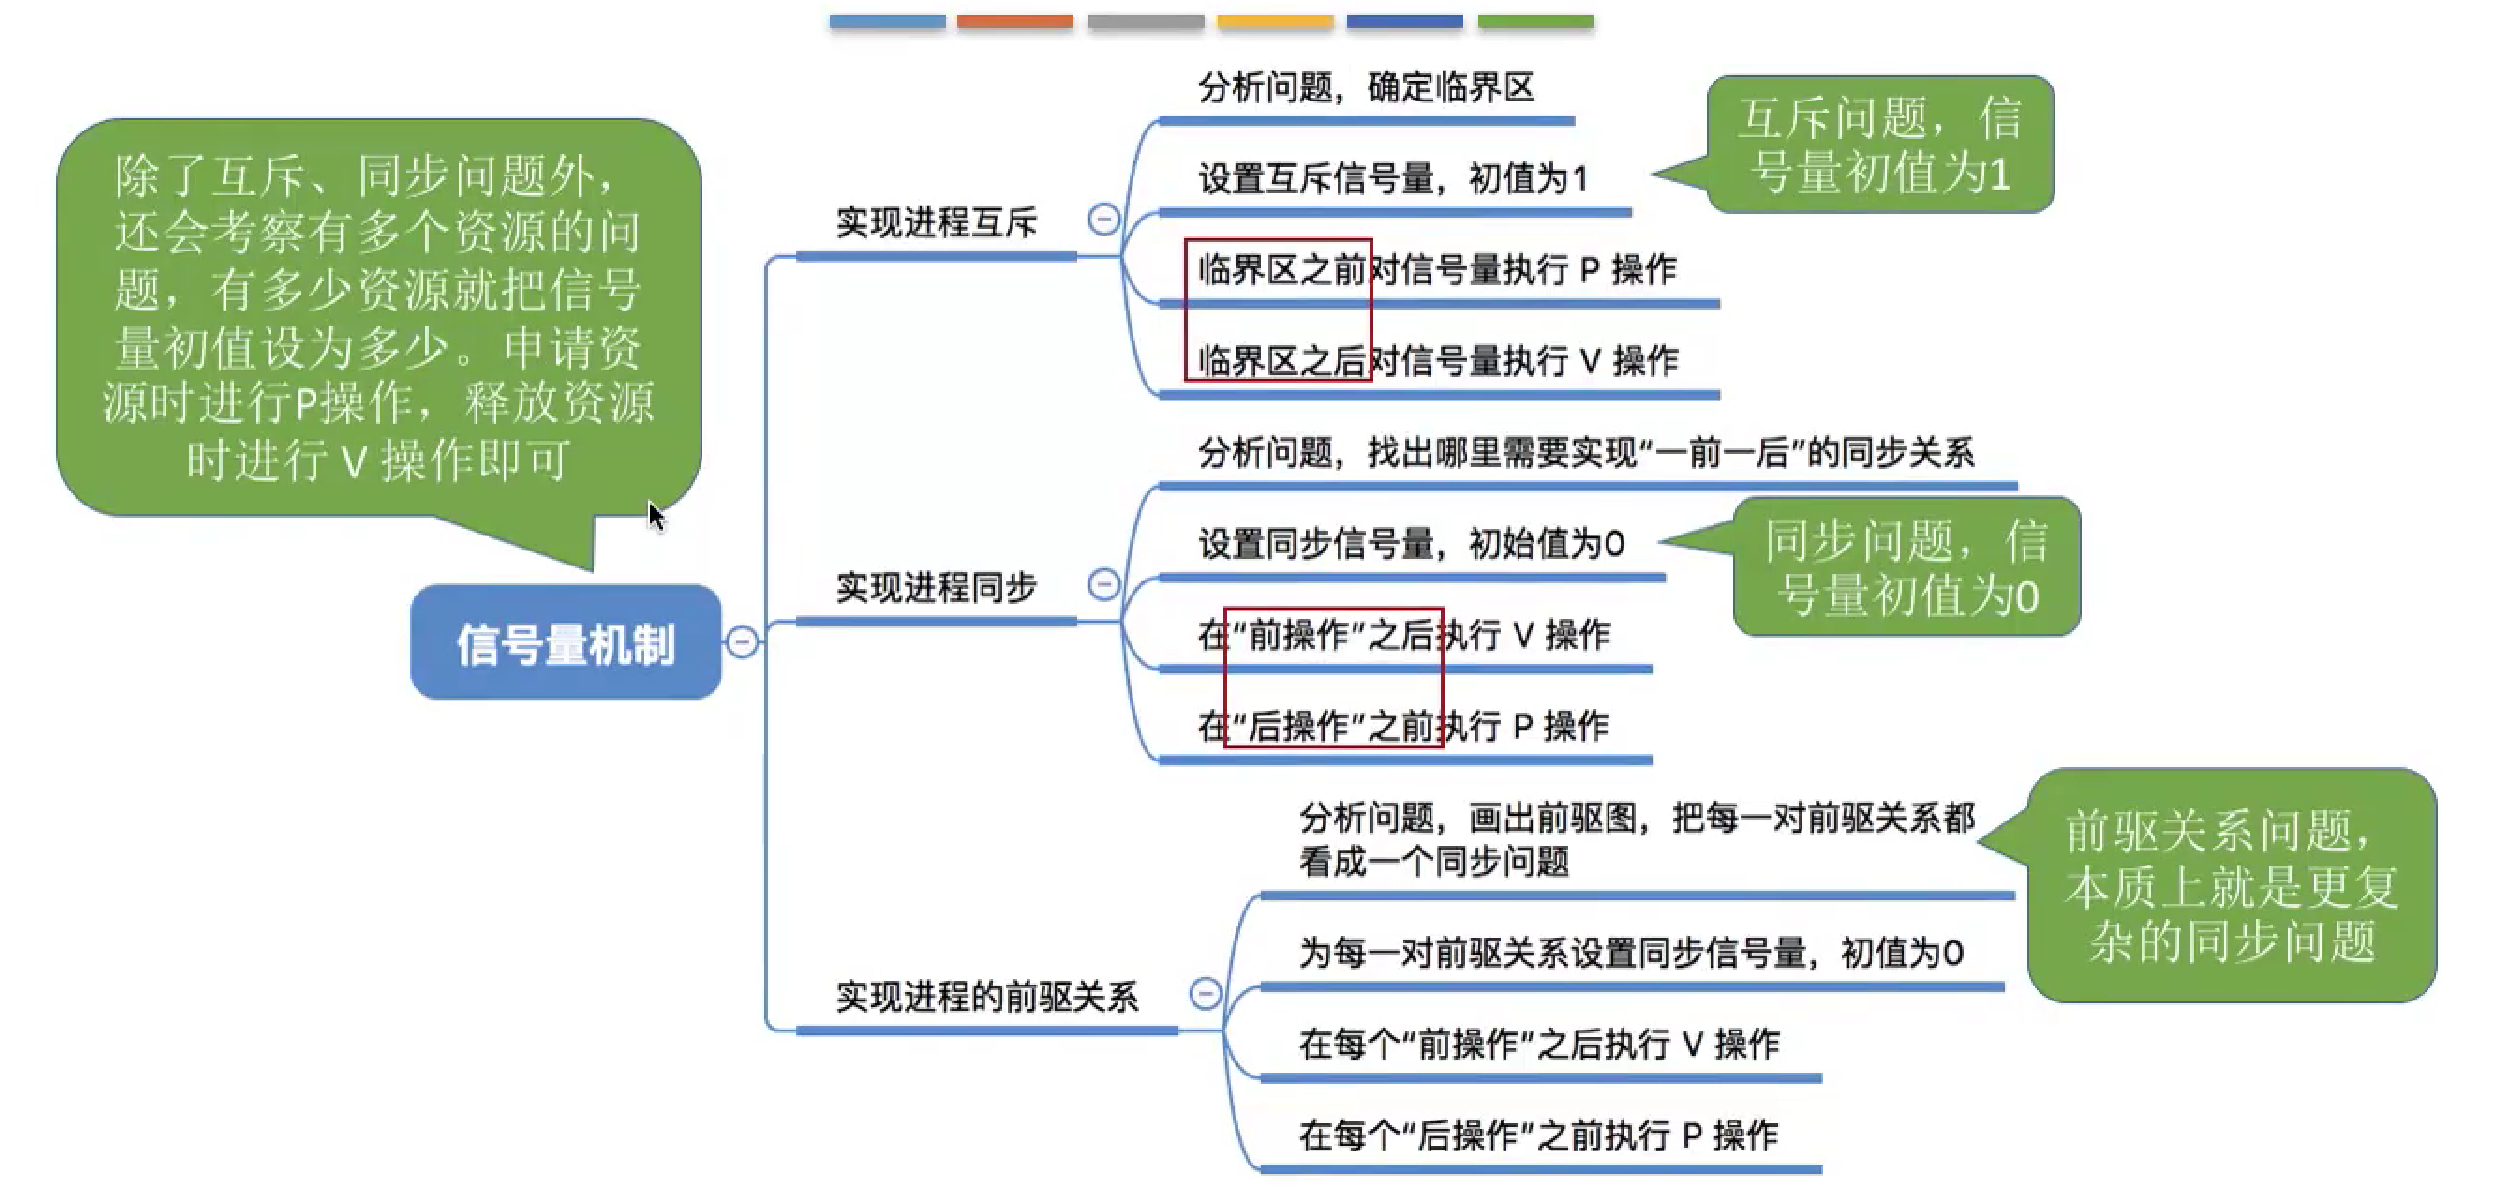 除了互斥、同步问题外，
还会考察有多个资源的问
题，有多少资源就把信号
量初值设为多少。申请资
源时进行P操作，释放资源
时进行 V 操作即可
信号量机制
实现进程互斥
分析问题，确定临界区
设置互斥信号量，初值为1
互斥问题，信
号量初值为1
临界区之前对信号量执行 P 操作
临界区之后对信号量执行 V 操作
实现进程同步
分析问题，找出哪里需要实现“一前一后”的同步关系
设置同步信号量，初始值为0
同步问题，信
号量初值为0
在“前操作”之后执行 V 操作
在“后操作”之前执行 P 操作
实现进程的前驱关系
分析问题，画出前驱图，把每一对前驱关系都
看成一个同步问题
前驱关系问题，
本质上就是更复
杂的同步问题
为每一对前驱关系设置同步信号量，初值为0
在每个“前操作”之后执行 V 操作
在每个“后操作”之前执行 P 操作